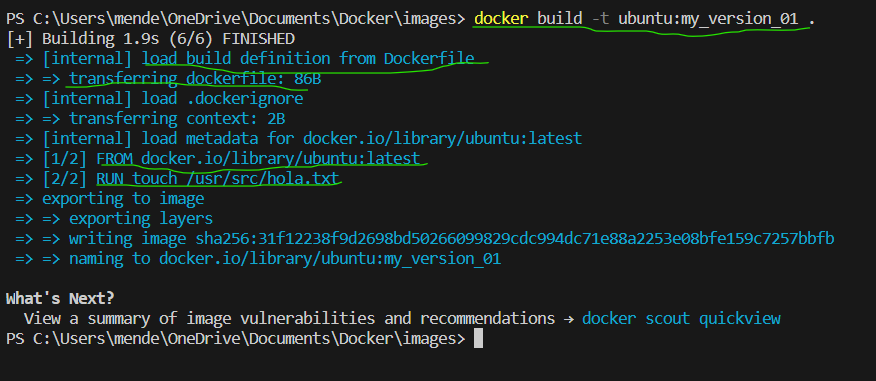 PS C:\Users\mende\OneDrive\Documents\Docker\images> docker build -t ubuntu:my_version_01 .
[+] Building 1.9s (6/6) FINISHED
=> [internal] load build definition from Dockerfile
=> => transferring dockerfile: 86B
=> [internal] load .dockerignore
=> => transferring context: 2B
=> [internal] load metadata for docker.io/library/ubuntu:latest
=> [1/2] FROM docker.io/library/ubuntu:latest
=> [2/2] RUN touch /usr/src/hola.txt
=> exporting to image
=> => exporting layers
=> => writing image sha256:31f12238f9d2698bd50266099829cdc994dc71e88a2253e08bfe159c7257bbfb
=> => naming to docker.io/library/ubuntu:my_version_01
What's Next?
View a summary of image vulnerabilities and recommendations → docker scout quickview
PS C:\Users\mende\OneDrive\Documents\Docker\images>